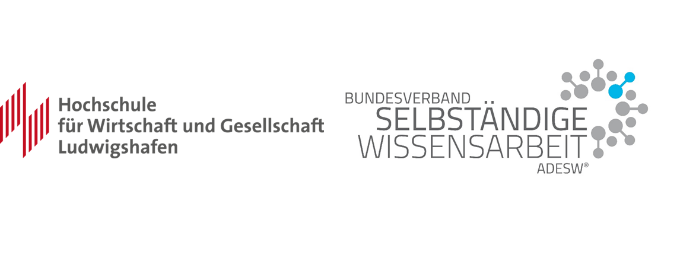 Hochschule
für Wirtschaft und Gesellschaft
Ludwigshafen
BUNDESVERBAND
SELBSTÄNDIGE
WISSENSARBEIT
ADESW®